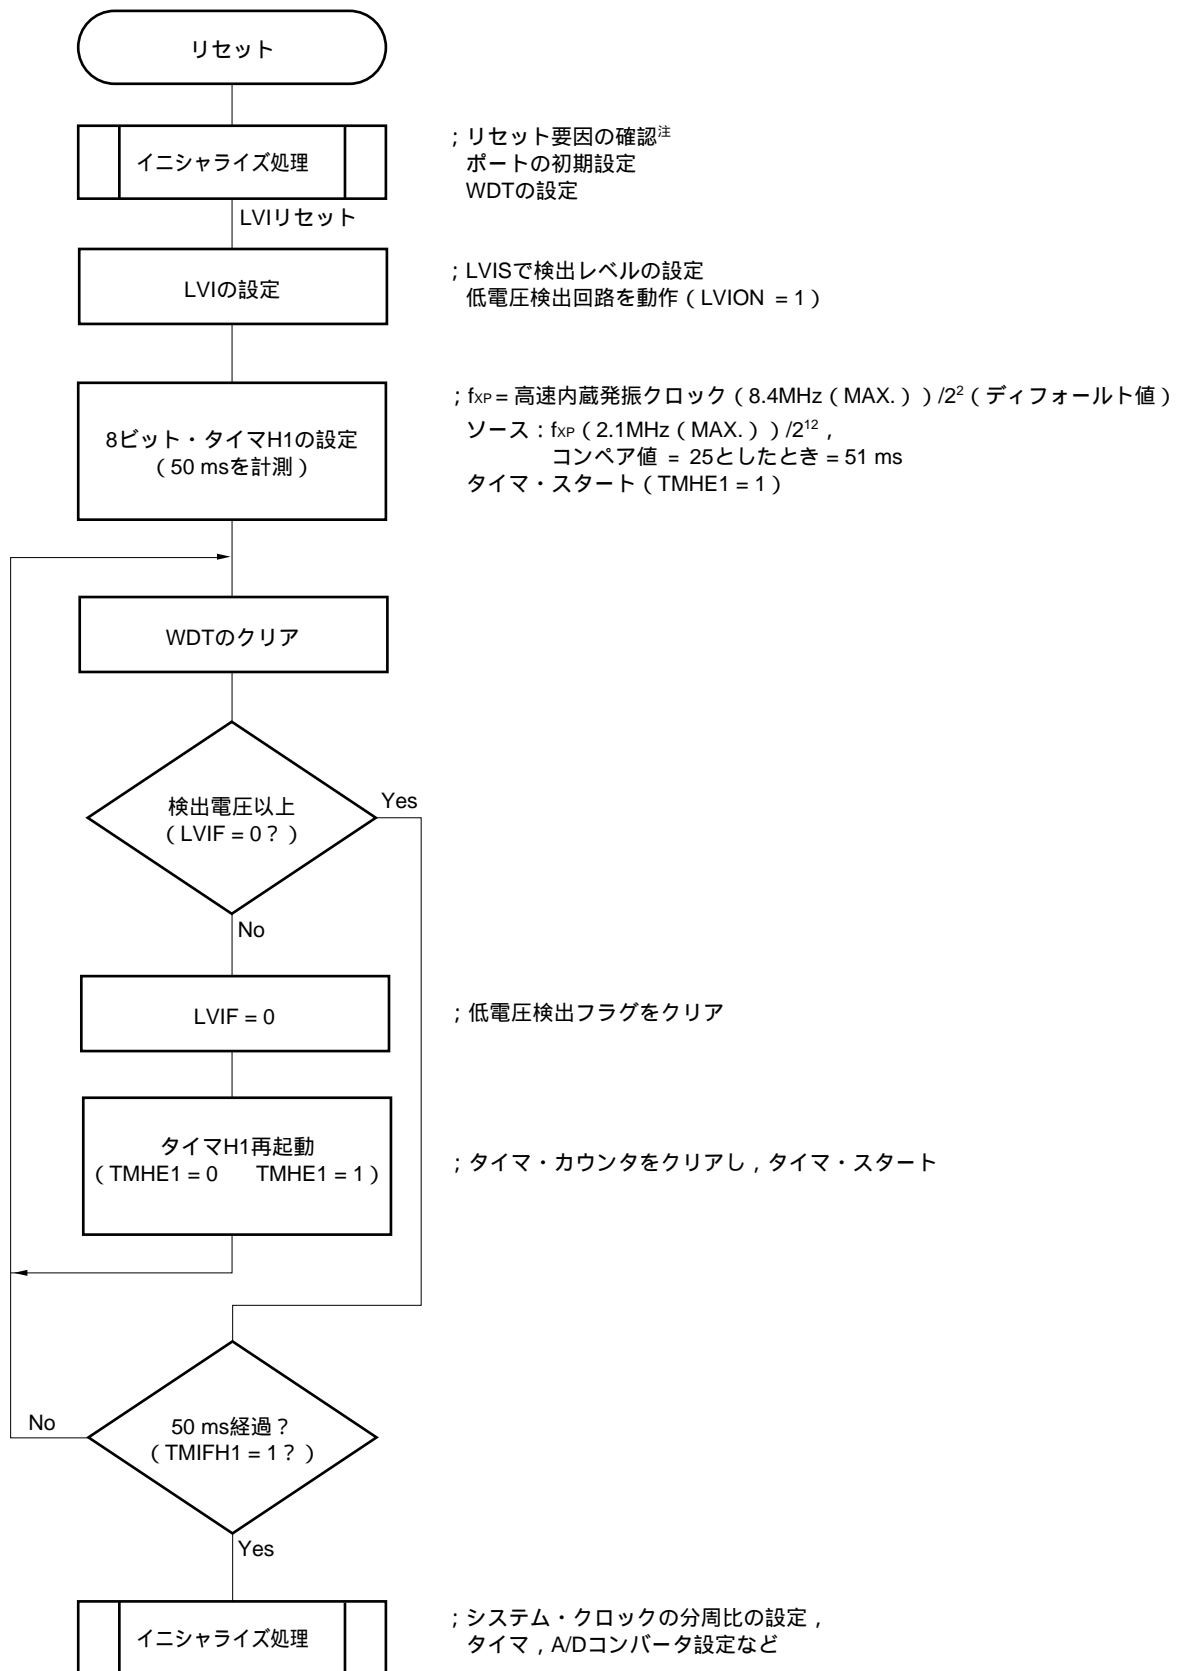 リセット
イニシャライズ処理
；リセット要因の確認注
ポートの初期設定
WDTの設定
LVIリセット
LVIの設定
；LVISで検出レベルの設定
低電圧検出回路を動作（LVION = 1）
8ビット・タイマH1の設定
（50 msを計測）
；fXP = 高速内蔵発振クロック（8.4MHz（MAX.））/2²（ディフォールト値）
ソース：fXP（2.1MHz（MAX.））/2¹²，
コンペア値 = 25としたとき = 51 ms
タイマ・スタート（TMHE1 = 1）
WDTのクリア
検出電圧以上
（LVIF = 0？）
Yes
No
LVIF = 0
；低電圧検出フラグをクリア
タイマH1再起動
（TMHE1 = 0　TMHE1 = 1）
；タイマ・カウンタをクリアし，タイマ・スタート
50 ms経過？
（TMIFH1 = 1？）
No
Yes
イニシャライズ処理
；システム・クロックの分周比の設定，
タイマ，A/Dコンバータ設定など